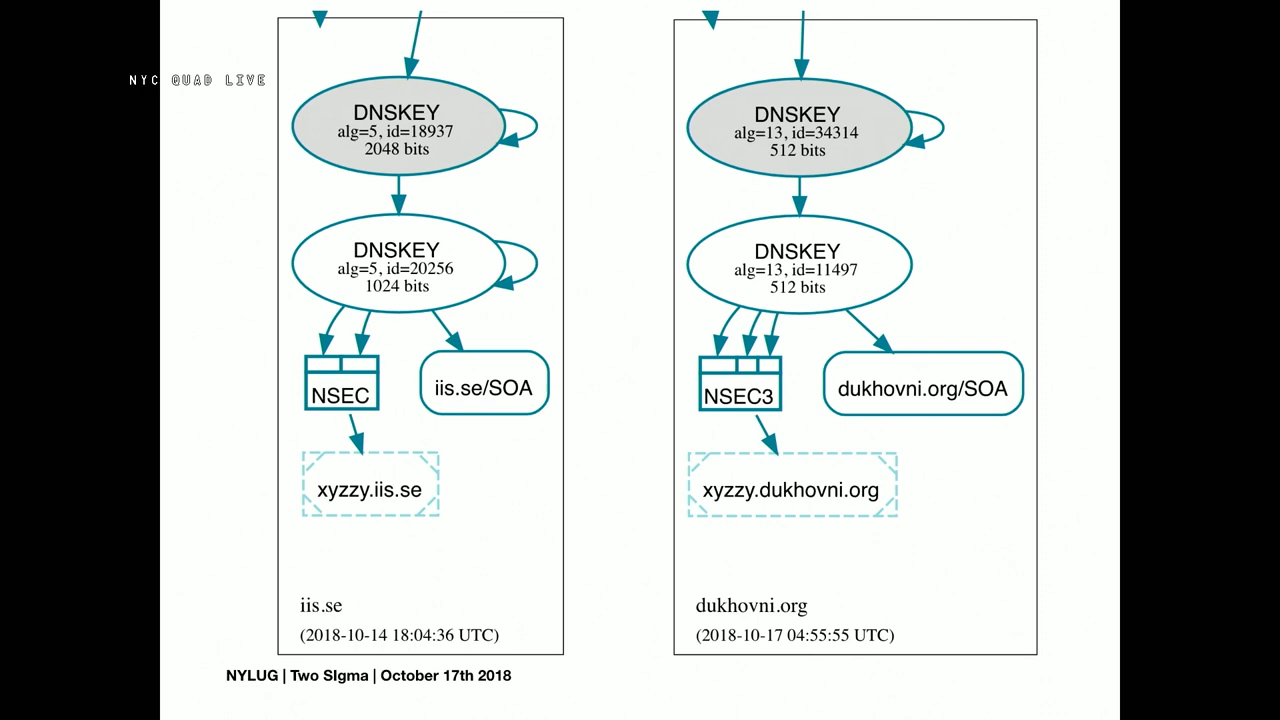 NYC QUAD LIVE
DNSKEY
alg=5, id=18937
2048 bits
DNSKEY
alg=5, id=20256
1024 bits
NSEC
iis.se/SOA
xyzzy.iis.se
iis.se
(2018-10-14 18:04:36 UTC)
DNSKEY
alg=13, id=34314
512 bits
DNSKEY
alg=13, id=11497
512 bits
NSEC3
dukhovni.org/SOA
xyzzy.dukhovni.org
dukhovni.org
(2018-10-17 04:55:55 UTC)
NYLUG | Two SIgma | October 17th 2018